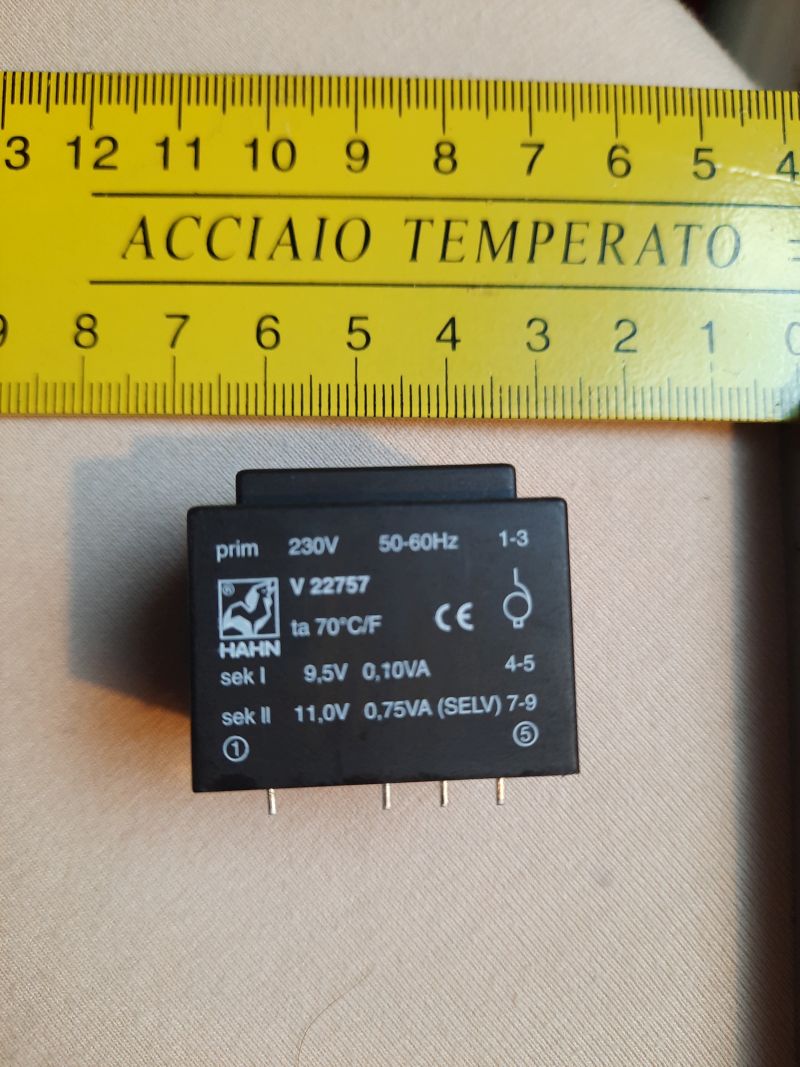 3 12 11 10 9 8 7 6 5 4
ACCIAIO TEMPERATO =
9 8 7 6 5 4 3 2 1 0
prim 230V 50-60Hz 1-3
® V 22757
ta 70°C/F CE
HAHN
sek I 9,5V 0,10VA 4-5
sek II 11,0V 0,75VA (SELV) 7-9
① ⑤